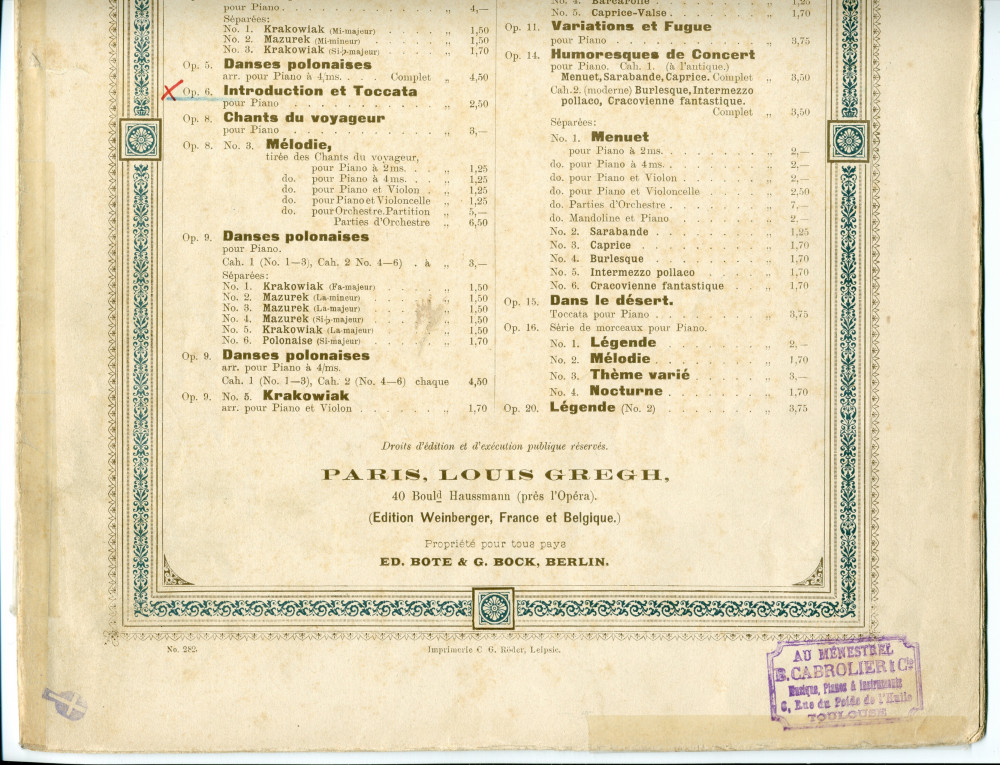 pour Piano . . . . . . . . . . . „ 4,—
Séparées:
No. 1. Krakowiak (Mi-majeur) . . . . . „ 1,50
No. 2. Mazurek (Mi-mineur) . . . . . . „ 1,50
No. 3. Krakowiak (Si-♭-majeur) . . . . „ 1,70
Op. 5. Danses polonaises
arr. pour Piano à 4/ms. . . . Complet „ 4,50
Op. 6. Introduction et Toccata
pour Piano . . . . . . . . . . „ 2,50
Op. 8. Chants du voyageur
pour Piano . . . . . . . . . . „ 3,—
Op. 8. No. 3. Mélodie,
tirée des Chants du voyageur,
pour Piano à 2 ms. . . „ 1,25
do. pour Piano à 4 ms. . . „ 1,25
do. pour Piano et Violon . „ 1,25
do. pour Piano et Violoncelle „ 1,25
do. pour Orchestre. Partition „ 5,—
Parties d'Orchestre „ 6,50
Op. 9. Danses polonaises
pour Piano.
Cah. 1 (No. 1—3), Cah. 2 No. 4—6) . à „ 3,—
Séparées:
No. 1. Krakowiak (Fa-majeur) . . . . . „ 1,50
No. 2. Mazurek (La-mineur) . . . . . . „ 1,50
No. 3. Mazurek (La-majeur) . . . . . . „ 1,50
No. 4. Mazurek (Si-♭-majeur) . . . . . „ 1,50
No. 5. Krakowiak (La-majeur) . . . . . „ 1,50
No. 6. Polonaise (Si-majeur) . . . . . „ 1,70
Op. 9. Danses polonaises
arr. pour Piano à 4/ms.
Cah. 1 (No. 1—3), Cah. 2 (No. 4—6) chaque 4,50
Op. 9. No. 5. Krakowiak
arr. pour Piano et Violon . . . . . . „ 1,70
No. 4. Barcarolle . . . . . . . „ 1,25
No. 5. Caprice-Valse . . . . . . „ 1,70
Op. 11. Variations et Fugue
pour Piano . . . . . . . . . . „ 3,75
Op. 14. Humoresques de Concert
pour Piano. Cah. 1. (à l'antique.)
Menuet, Sarabande, Caprice. Complet „ 3,50
Cah. 2. (moderne) Burlesque, Intermezzo
pollaco, Cracovienne fantastique.
Complet „ 3,50
Séparées:
No. 1. Menuet
pour Piano à 2 ms. . . . . . . „ 2,—
do. pour Piano à 4 ms. . . . . . . „ 2,—
do. pour Piano et Violon . . . . . „ 2,—
do. pour Piano et Violoncelle . . . „ 2,50
do. Parties d'Orchestre . . . . . . „ 7,—
do. Mandoline et Piano . . . . . „ 2,—
No. 2. Sarabande . . . . . . . . „ 1,25
No. 3. Caprice . . . . . . . . . „ 1,70
No. 4. Burlesque . . . . . . . . „ 1,70
No. 5. Intermezzo pollaco . . . . „ 1,70
No. 6. Cracovienne fantastique . . „ 1,70
Op. 15. Dans le désert.
Toccata pour Piano . . . . . . . „ 3,75
Op. 16. Série de morceaux pour Piano.
No. 1. Légende . . . . . . . „ 2,—
No. 2. Mélodie . . . . . . . „ 1,70
No. 3. Thème varié . . . . . „ 3,—
No. 4. Nocturne . . . . . . . „ 1,70
Op. 20. Légende (No. 2) . . . . . . „ 3,75
Droits d'édition et d'exécution publique réservés.
PARIS, LOUIS GREGH,
40 Bould Haussmann (près l'Opéra).
(Edition Weinberger, France et Belgique.)
Propriété pour tous pays
ED. BOTE & G. BOCK, BERLIN.
No. 282.
Imprimerie C. G. Röder, Leipsic.
AU MÉNESTREL
B. CABROLIER & Cie
Musique, Pianos & Instruments
6, Rue du Poids de l'Huile
TOULOUSE